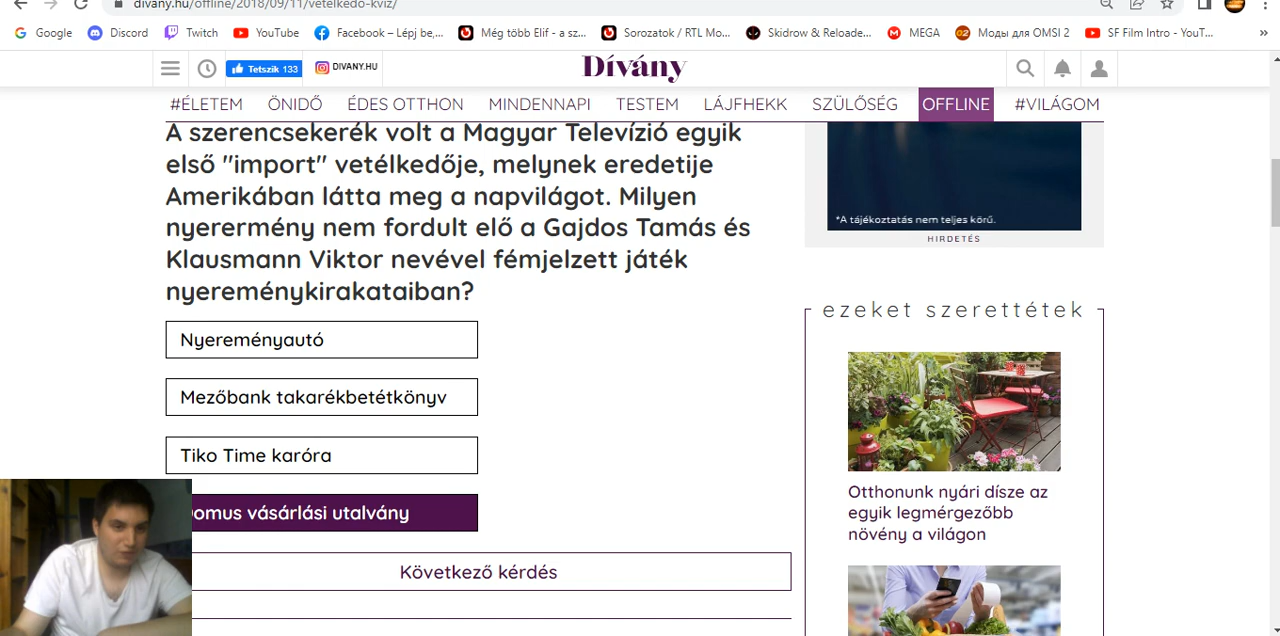 divany.hu/offline/2018/09/11/vetelkedo-kviz/
Google
Discord
Twitch
YouTube
Facebook – Lépj be,...
Még több Elif - a sz...
Sorozatok / RTL Mo...
Skidrow & Reloade...
MEGA
Моды для OMSI 2
SF Film Intro - YouT...
»
Tetszik 133
DIVANY.HU
Dívány
#ÉLETEM
ÖNIDŐ
ÉDES OTTHON
MINDENNAPI
TESTEM
LÁJFHEKK
SZÜLŐSÉG
OFFLINE
#VILÁGOM
A szerencsekerék volt a Magyar Televízió egyik
első "import" vetélkedője, melynek eredetije
Amerikában látta meg a napvilágot. Milyen
nyerermény nem fordult elő a Gajdos Tamás és
Klausmann Viktor nevével fémjelzett játék
nyereménykirakataiban?
Nyereményautó
Mezőbank takarékbetétkönyv
Tiko Time karóra
omus vásárlási utalvány
Következő kérdés
*A tájékoztatás nem teljes körű.
HIRDETÉS
ezeket szerettétek
Otthonunk nyári dísze az
egyik legmérgezőbb
növény a világon